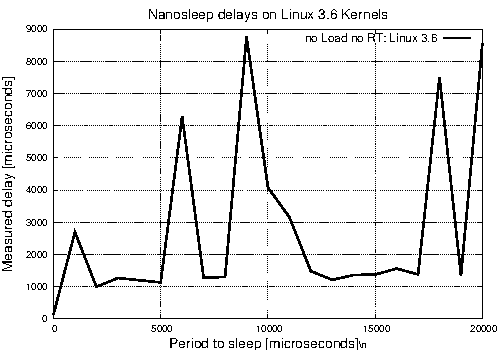 Nanosleep delays on Linux 3.6 Kernels
9000
8000
7000
6000
5000
4000
3000
2000
1000
0
Measured delay [microseconds]
no Load no RT: Linux 3.6
0 5000 10000 15000 20000
Period to sleep [microseconds]\n